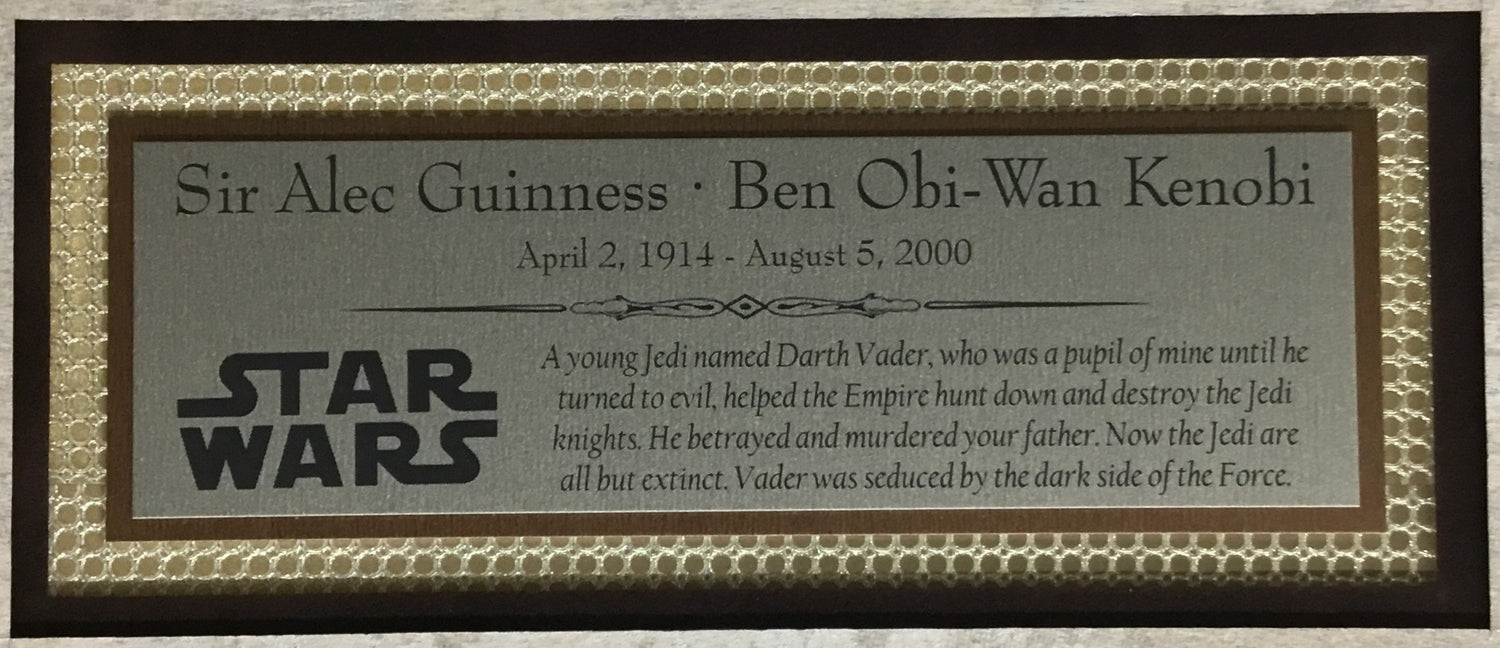 Sir Alec Guinness · Ben Obi-Wan Kenobi
April 2, 1914 - August 5, 2000
STAR
WARS
A young Jedi named Darth Vader, who was a pupil of mine until he
turned to evil, helped the Empire hunt down and destroy the Jedi
knights. He betrayed and murdered your father. Now the Jedi are
all but extinct. Vader was seduced by the dark side of the Force.